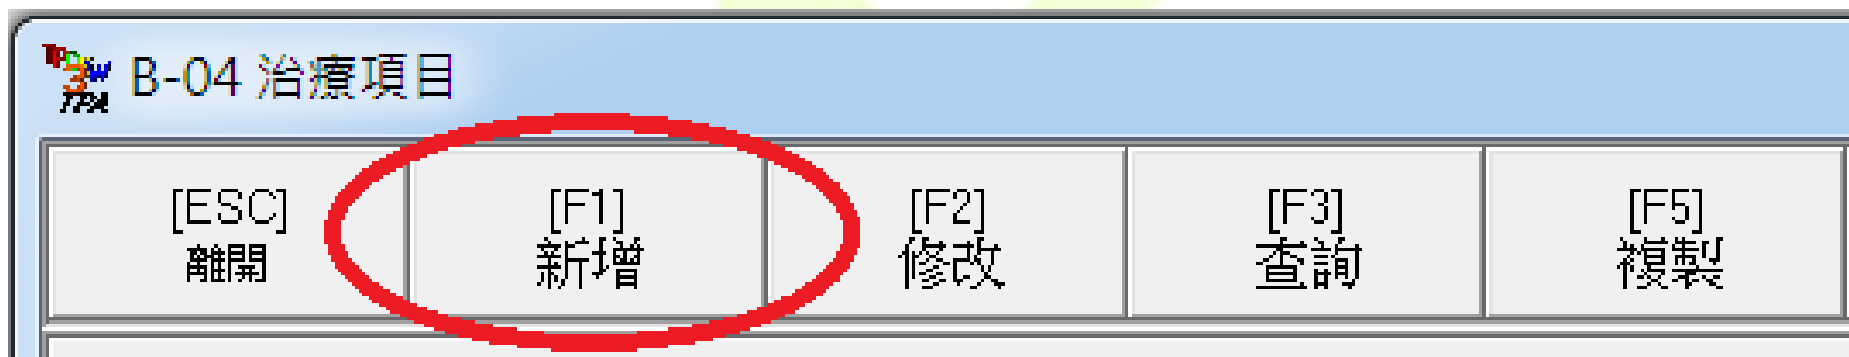 B-04 治療項目
[ESC]
離開
[F1]
新增
[F2]
修改
[F3]
查詢
[F5]
複製